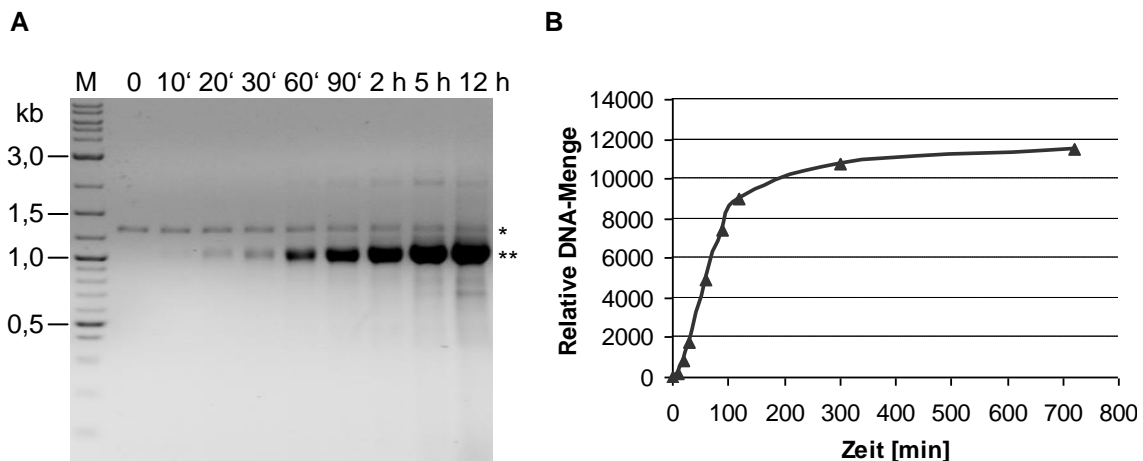 A
M 0 10‘ 20‘ 30‘ 60‘ 90‘ 2 h 5 h 12 h
kb
3,0
1,5
1,0
0,5
*
**
B
Relative DNA-Menge
14000
12000
10000
8000
6000
4000
2000
0
0 100 200 300 400 500 600 700 800
Zeit [min]